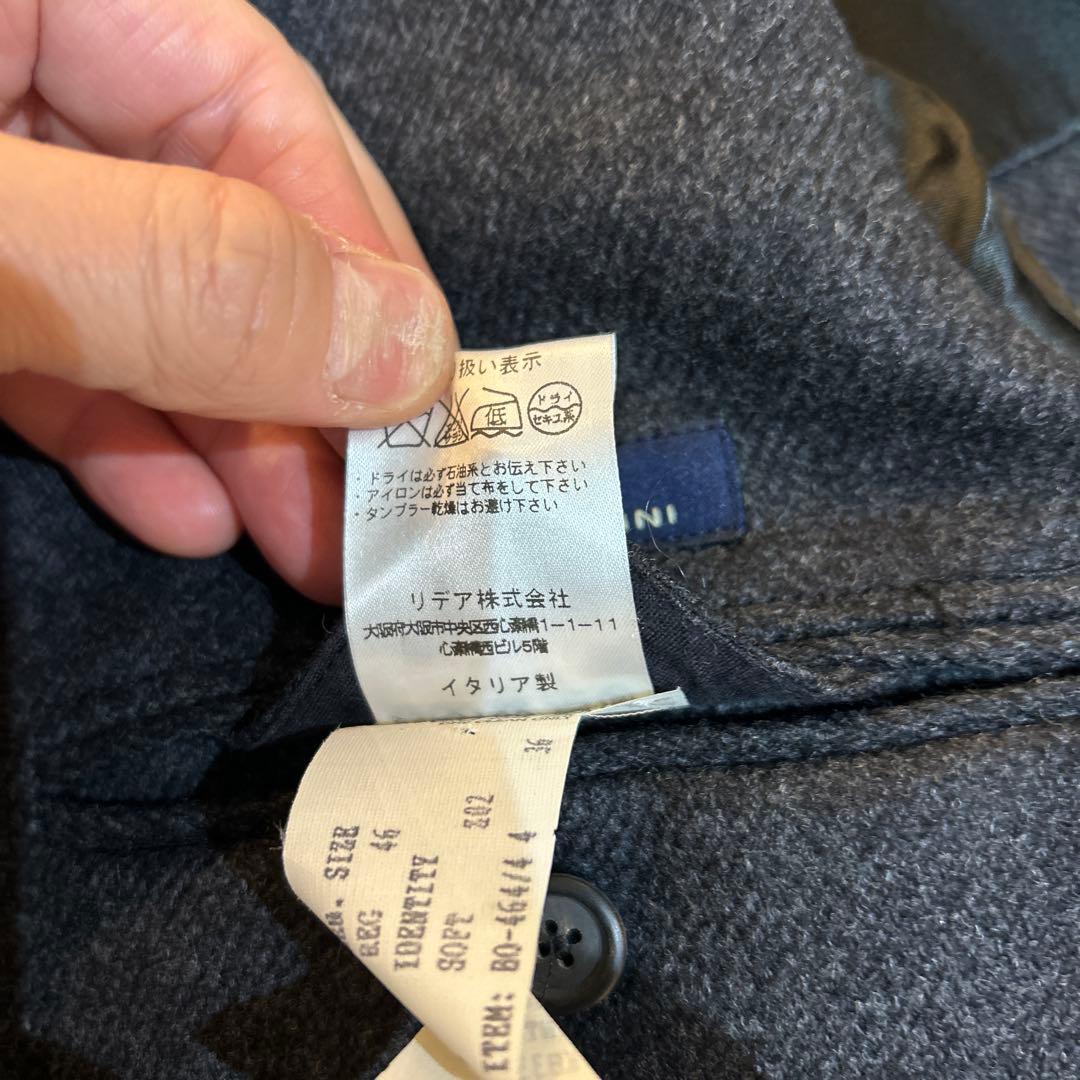 扱い表示
低
ドライ
セキユ系
・ドライは必ず石油系とお伝え下さい
・アイロンは必ず当て布をして下さい
・タンブラー乾燥はお避け下さい
リデア株式会社
大阪府大阪市中央区西心斎橋1-1-11
心斎橋西ビル5階
イタリア製
INI
SIZE
REG 46
IDENTITY
SOFT 202
ITEM: BO-464/4 4